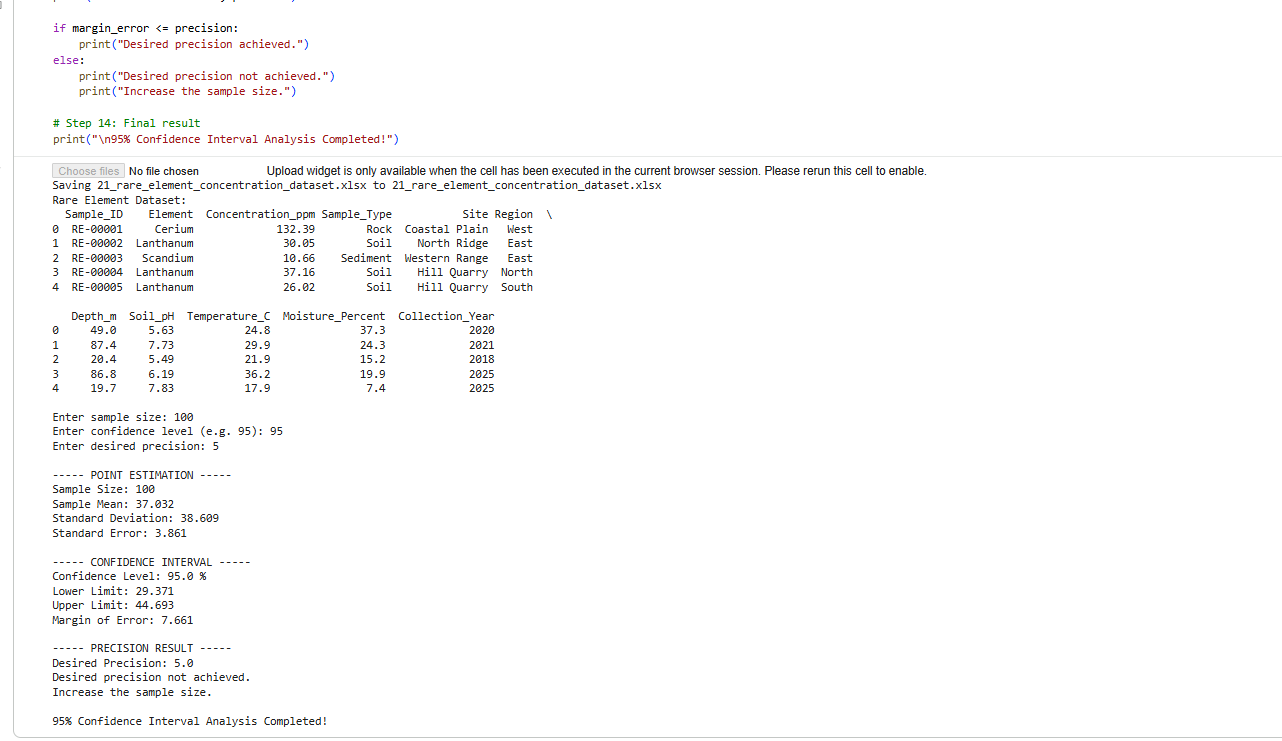 if margin_error <= precision:
    print("Desired precision achieved.")
else:
    print("Desired precision not achieved.")
    print("Increase the sample size.")

# Step 14: Final result
print("\n95% Confidence Interval Analysis Completed!")
Choose files No file chosen Upload widget is only available when the cell has been executed in the current browser session. Please rerun this cell to enable.
Saving 21_rare_element_concentration_dataset.xlsx to 21_rare_element_concentration_dataset.xlsx
Rare Element Dataset:
  Sample_ID    Element  Concentration_ppm Sample_Type           Site Region  \
0  RE-00001     Cerium             132.39        Rock  Coastal Plain   West
1  RE-00002  Lanthanum              30.05        Soil    North Ridge   East
2  RE-00003   Scandium              10.66    Sediment  Western Range   East
3  RE-00004  Lanthanum              37.16        Soil    Hill Quarry  North
4  RE-00005  Lanthanum              26.02        Soil    Hill Quarry  South

   Depth_m  Soil_pH  Temperature_C  Moisture_Percent  Collection_Year
0     49.0     5.63           24.8              37.3             2020
1     87.4     7.73           29.9              24.3             2021
2     20.4     5.49           21.9              15.2             2018
3     86.8     6.19           36.2              19.9             2025
4     19.7     7.83           17.9               7.4             2025

Enter sample size: 100
Enter confidence level (e.g. 95): 95
Enter desired precision: 5

----- POINT ESTIMATION -----
Sample Size: 100
Sample Mean: 37.032
Standard Deviation: 38.609
Standard Error: 3.861

----- CONFIDENCE INTERVAL -----
Confidence Level: 95.0 %
Lower Limit: 29.371
Upper Limit: 44.693
Margin of Error: 7.661

----- PRECISION RESULT -----
Desired Precision: 5.0
Desired precision not achieved.
Increase the sample size.

95% Confidence Interval Analysis Completed!